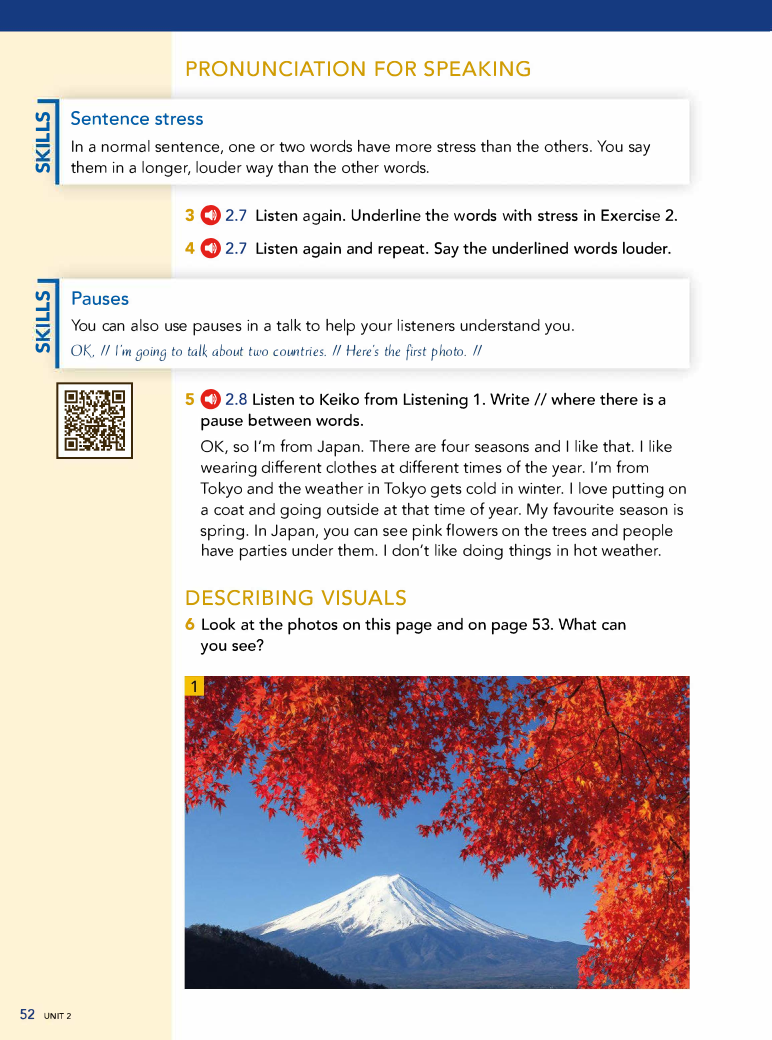 PRONUNCIATION FOR SPEAKING
SKILLS
Sentence stress
In a normal sentence, one or two words have more stress than the others. You say
them in a longer, louder way than the other words.
3 2.7 Listen again. Underline the words with stress in Exercise 2.
4 2.7 Listen again and repeat. Say the underlined words louder.
SKILLS
Pauses
You can also use pauses in a talk to help your listeners understand you.
OK, // I'm going to talk about two countries. // Here's the first photo. //
5 2.8 Listen to Keiko from Listening 1. Write // where there is a
pause between words.
OK, so I'm from Japan. There are four seasons and I like that. I like
wearing different clothes at different times of the year. I'm from
Tokyo and the weather in Tokyo gets cold in winter. I love putting on
a coat and going outside at that time of year. My favourite season is
spring. In Japan, you can see pink flowers on the trees and people
have parties under them. I don't like doing things in hot weather.
DESCRIBING VISUALS
6 Look at the photos on this page and on page 53. What can
you see?
1
52 UNIT 2